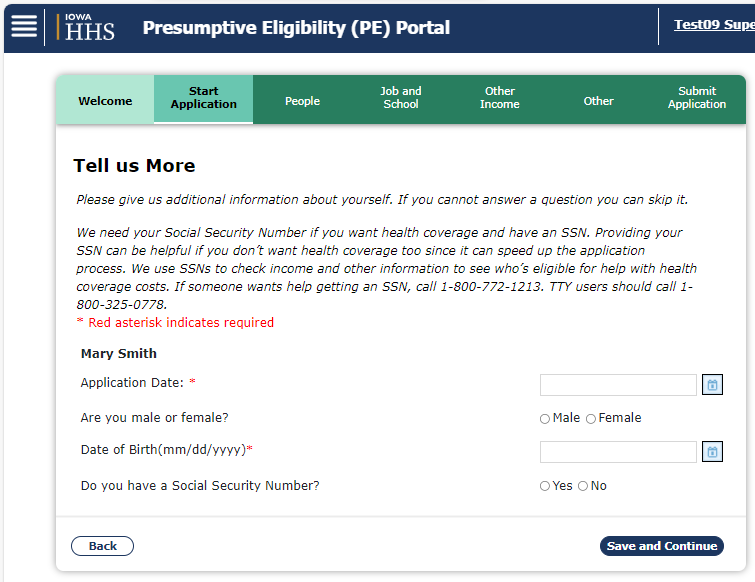 IOWA
HHS
Presumptive Eligibility (PE) Portal
Test09 Supe
Welcome
Start
Application
People
Job and
School
Other
Income
Other
Submit
Application
Tell us More
Please give us additional information about yourself. If you cannot answer a question you can skip it.
We need your Social Security Number if you want health coverage and have an SSN. Providing your
SSN can be helpful if you don’t want health coverage too since it can speed up the application
process. We use SSNs to check income and other information to see who’s eligible for help with health
coverage costs. If someone wants help getting an SSN, call 1-800-772-1213. TTY users should call 1-
800-325-0778.
* Red asterisk indicates required
Mary Smith
Application Date: *
Are you male or female?
Male Female
Date of Birth(mm/dd/yyyy)*
Do you have a Social Security Number?
Yes No
Back
Save and Continue